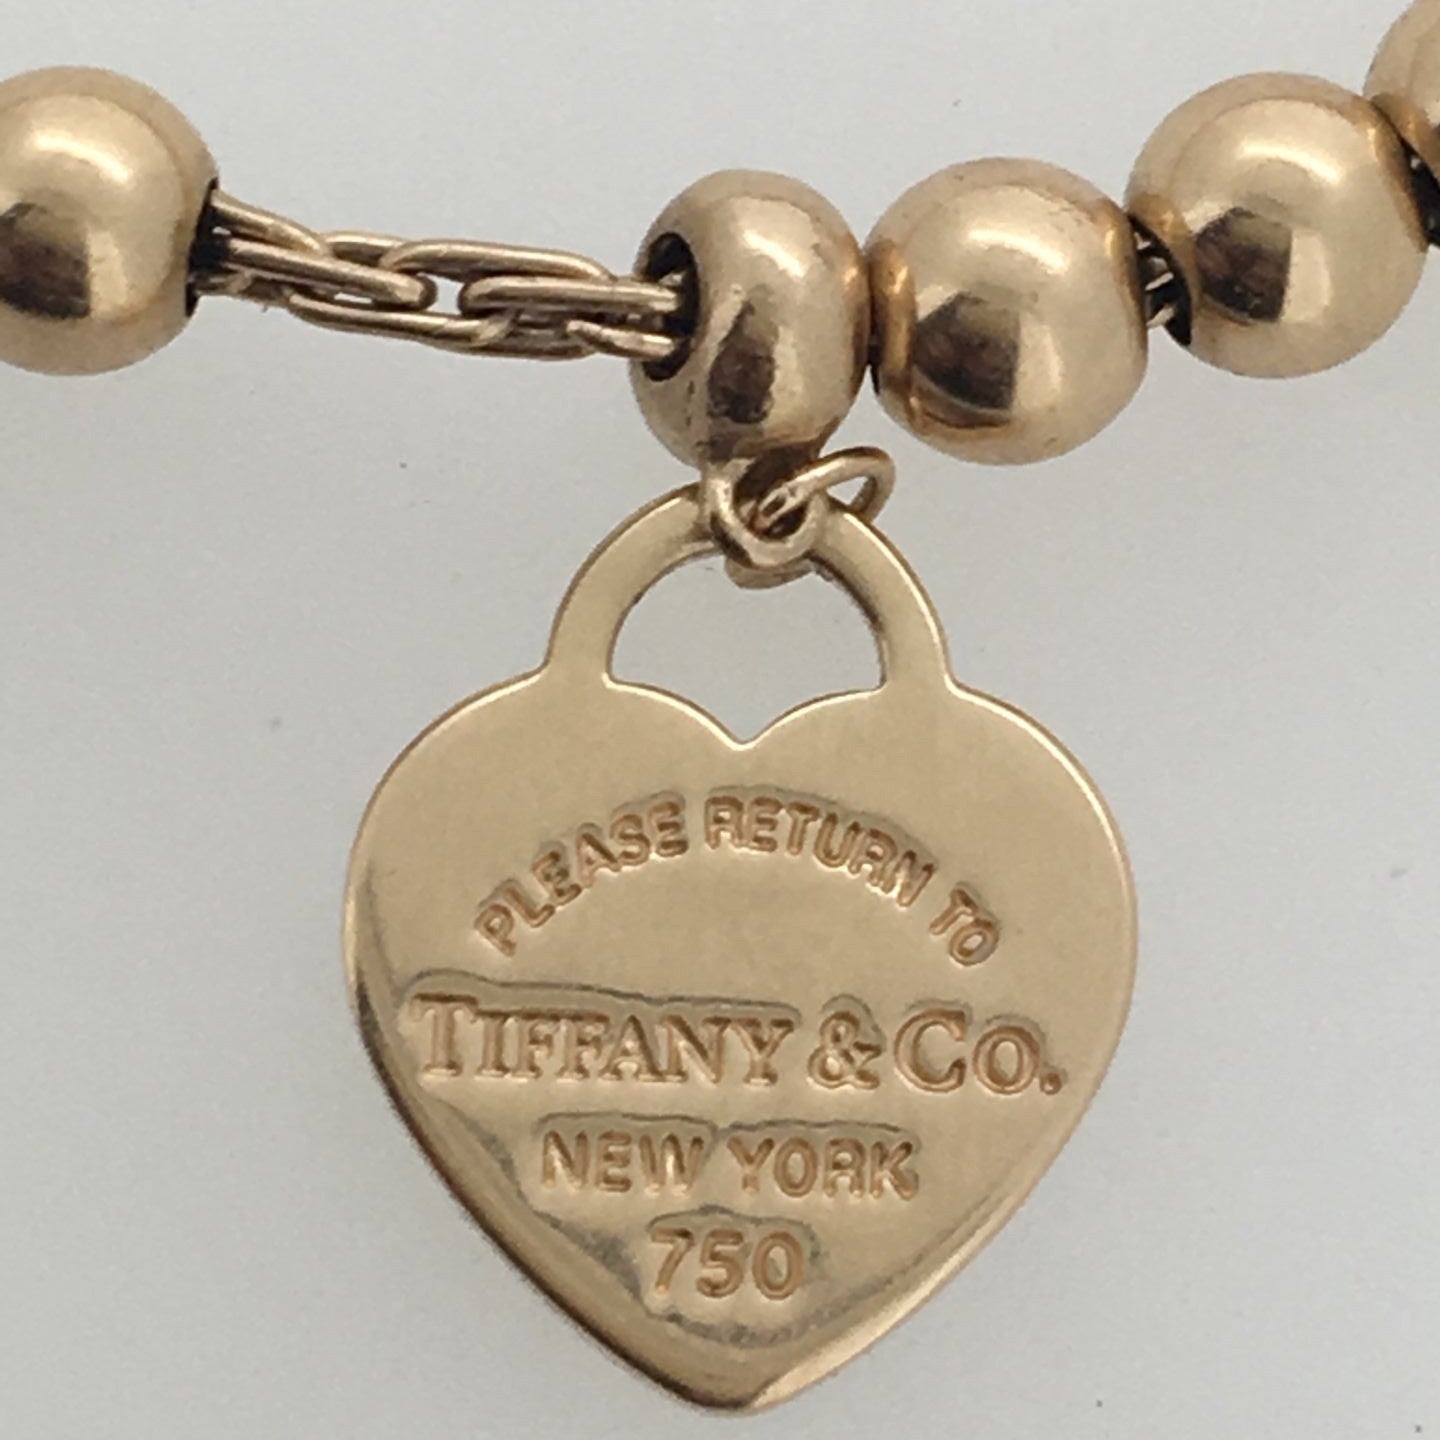 PLEASE RETURN TO
TIFFANY & CO.
NEW YORK
750